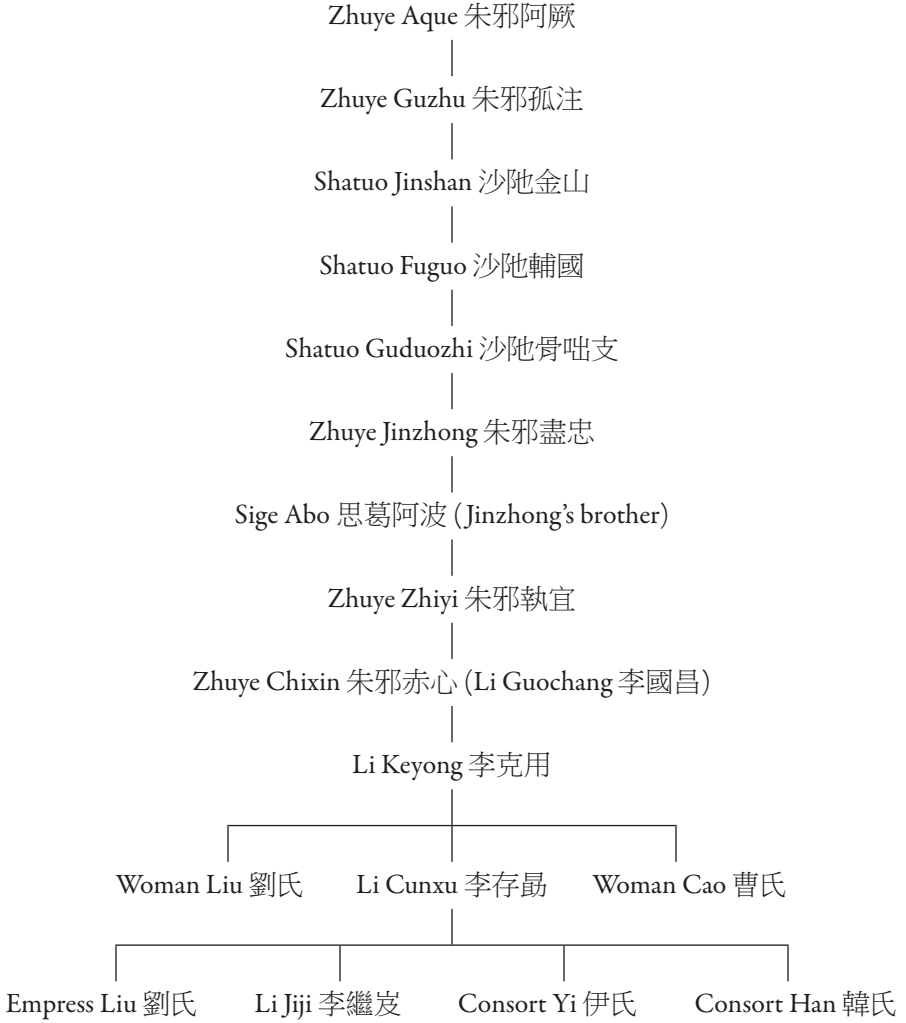 Zhuye Aque 朱邪阿厥
Zhuye Guzhu 朱邪孤注
Shatuo Jinshan 沙陁金山
Shatuo Fuguo 沙陁輔國
Shatuo Guduozhi 沙陁骨咄支
Zhuye Jinzhong 朱邪盡忠
Sige Abo 思葛阿波 (Jinzhong’s brother)
Zhuye Zhiyi 朱邪執宜
Zhuye Chixin 朱邪赤心 (Li Guochang 李國昌)
Li Keyong 李克用
Woman Liu 劉氏 Li Cunxu 李存勗 Woman Cao 曹氏
Empress Liu 劉氏 Li Jiji 李繼岌 Consort Yi 伊氏 Consort Han 韓氏